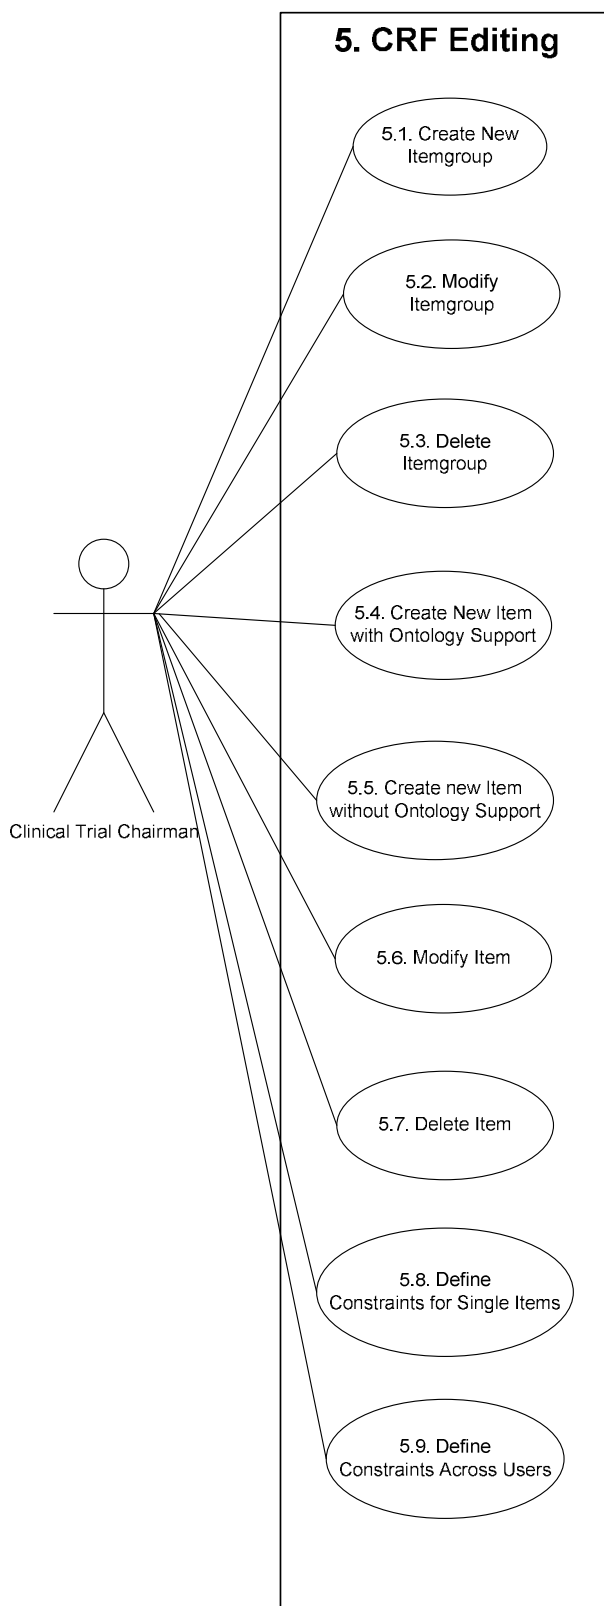 5. CRF Editing
5.1. Create New
Itemgroup
5.2. Modify
Itemgroup
5.3. Delete
Itemgroup
5.4. Create New Item
with Ontology Support
5.5. Create new Item
without Ontology Support
Clinical Trial Chairman
5.6. Modify Item
5.7. Delete Item
5.8. Define
Constraints for Single Items
5.9. Define
Constraints Across Users